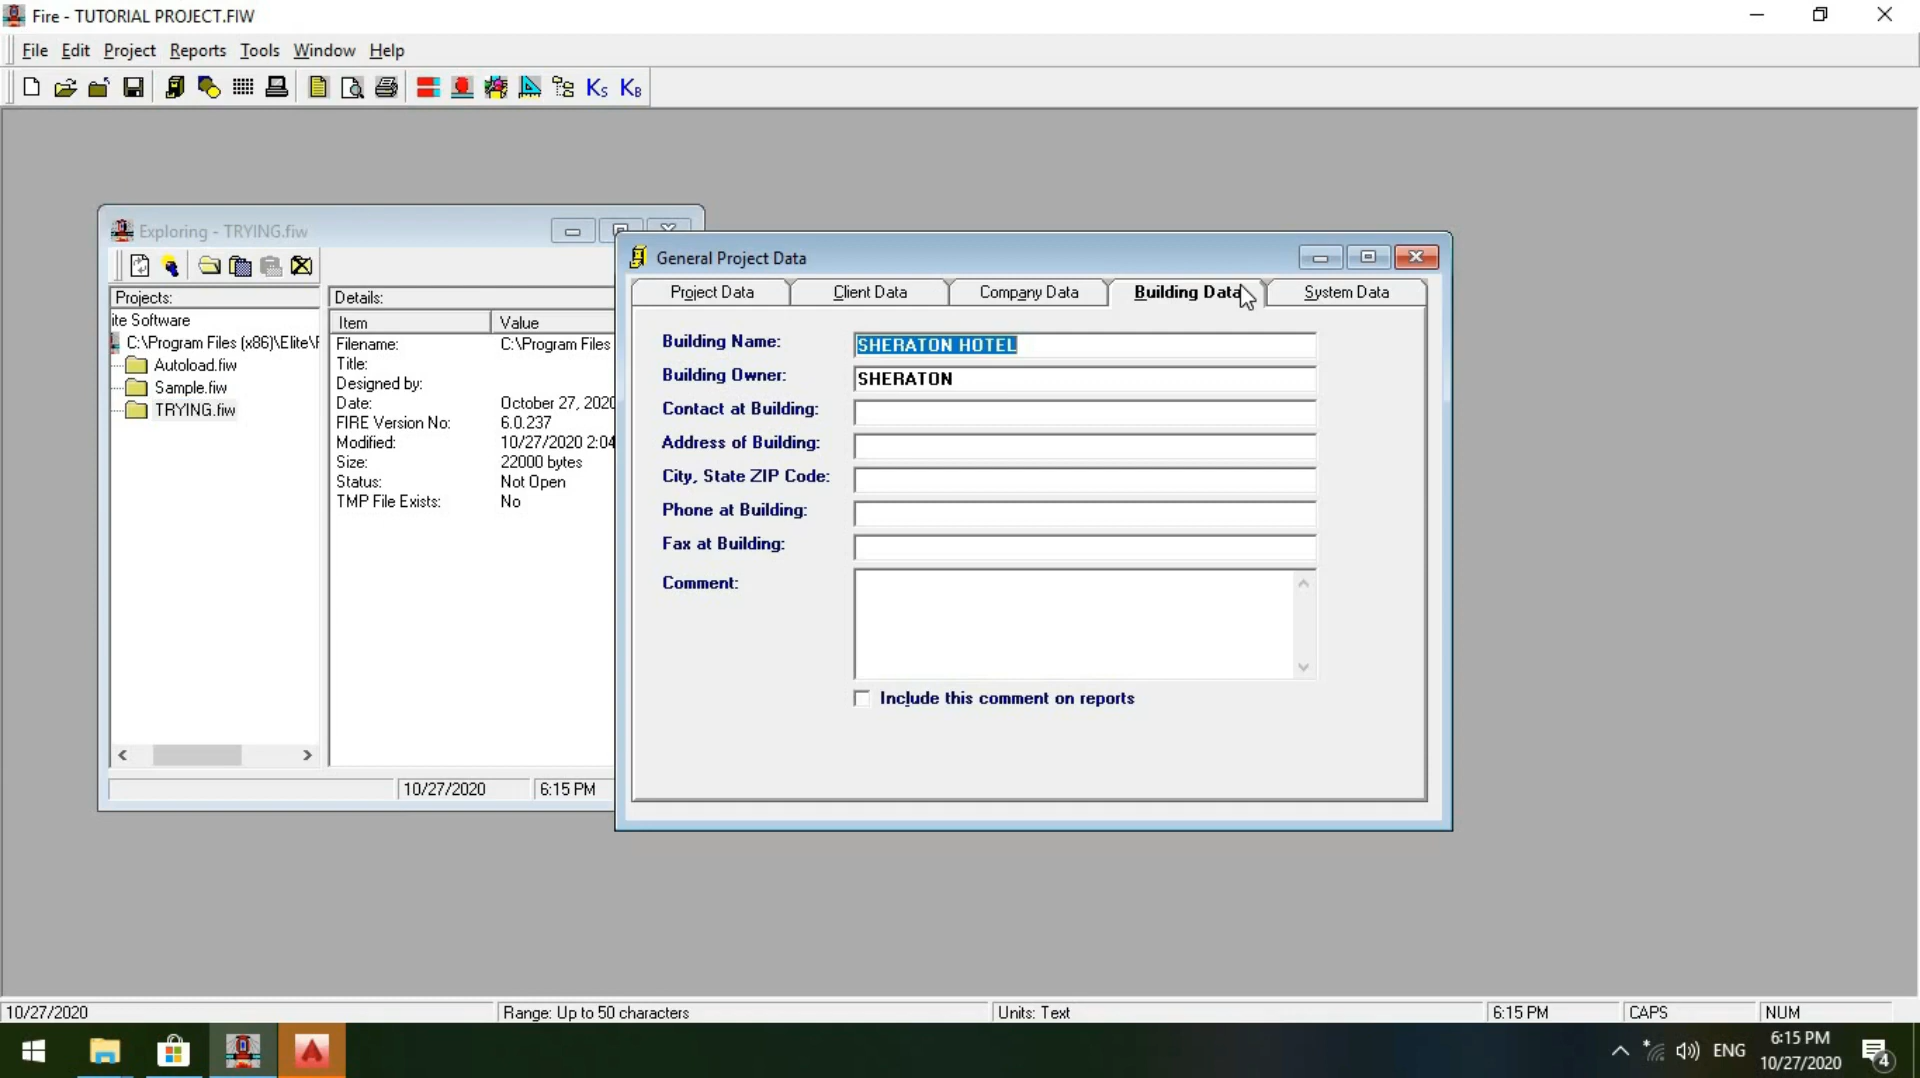 Fire - TUTORIAL PROJECT.FIW
File Edit Project Reports Tools Window Help
KS KB
Exploring - TRYING.fiw
Projects:
ite Software
C:\Program Files (x86)\Elite\F
Autoload.fiw
Sample.fiw
TRYING.fiw
Details:
Item Value
Filename: C:\Program Files
Title:
Designed by:
Date: October 27, 2020
FIRE Version No: 6.0.237
Modified: 10/27/2020 2:04
Size: 22000 bytes
Status: Not Open
TMP File Exists: No
10/27/2020 6:15 PM
General Project Data
Project Data Client Data Company Data Building Data System Data
Building Name: SHERATON HOTEL
Building Owner: SHERATON
Contact at Building:
Address of Building:
City, State ZIP Code:
Phone at Building:
Fax at Building:
Comment:
Include this comment on reports
10/27/2020 Range: Up to 50 characters Units: Text 6:15 PM CAPS NUM
ENG 6:15 PM
10/27/2020
4